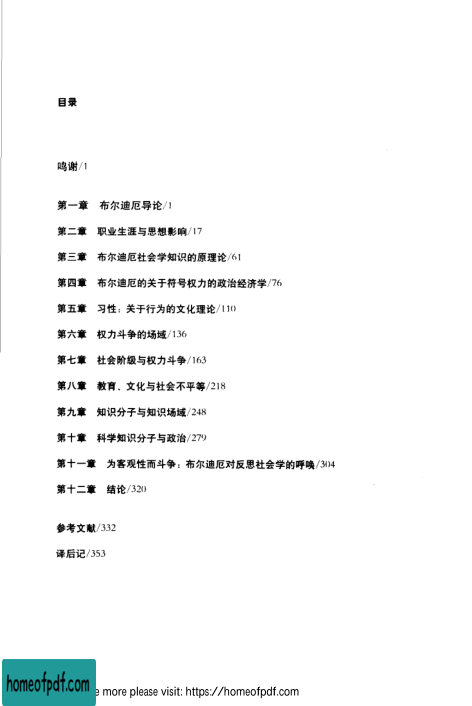 目录
鸣谢/1
第一章 布尔迪厄导论/1
第二章 职业生涯与思想影响/17
第三章 布尔迪厄社会学知识的原理论/61
第四章 布尔迪厄的关于符号权力的政治经济学/76
第五章 习性：关于行为的文化理论/110
第六章 权力斗争的场域/136
第七章 社会阶级与权力斗争/163
第八章 教育、文化与社会不平等/218
第九章 知识分子与知识场域/248
第十章 科学知识分子与政治/279
第十一章 为客观性而斗争：布尔迪厄对反思社会学的呼唤/304
第十二章 结论/320
参考文献/332
译后记/353
homeofpdf.com e more please visit: https://homeofpdf.com